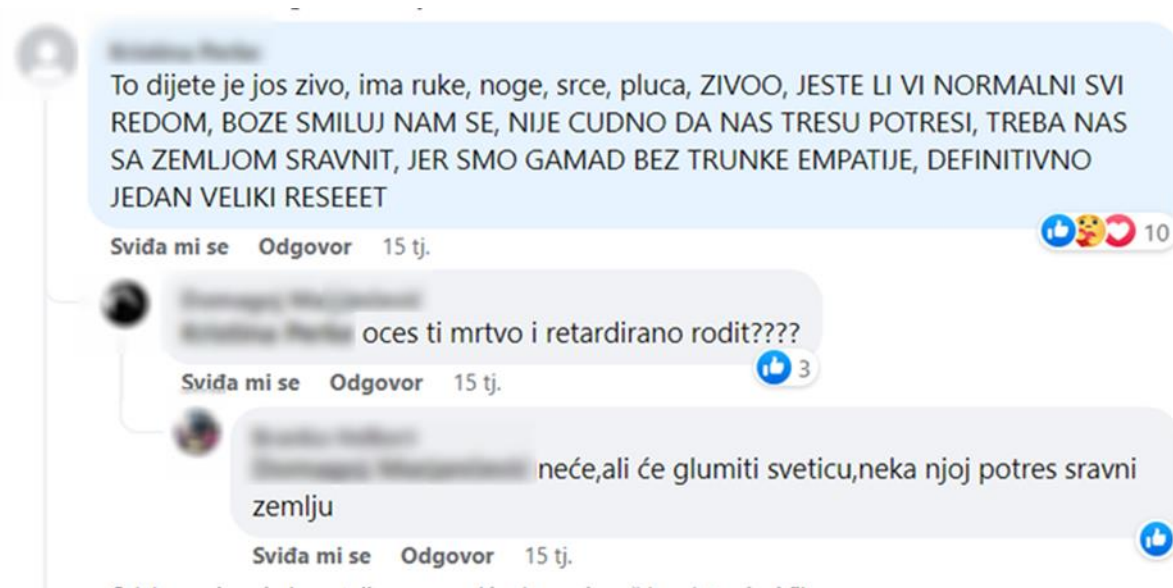 To dijete je jos zivo, ima ruke, noge, srce, pluca, ZIVOO, JESTE LI VI NORMALNI SVI
REDOM, BOZE SMILUJ NAM SE, NIJE CUDNO DA NAS TRESU POTRESI, TREBA NAS
SA ZEMLJOM SRAVNIT, JER SMO GAMAD BEZ TRUNKE EMPATIJE, DEFINITIVNO
JEDAN VELIKI RESEEET
10
Sviđa mi se Odgovor 15 tj.
oces ti mrtvo i retardirano rodit????
3
Sviđa mi se Odgovor 15 tj.
neće,ali će glumiti sveticu,neka njoj potres sravni
zemlju
Sviđa mi se Odgovor 15 tj.